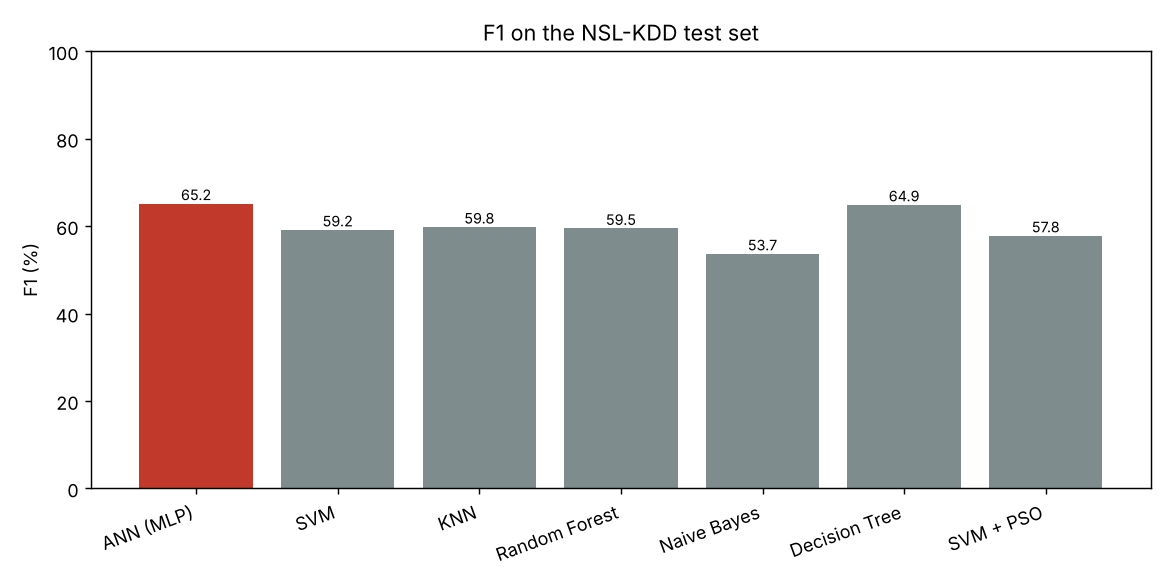 F1 on the NSL-KDD test set
F1 (%)
100
80
60
40
20
0
65.2
59.2
59.8
59.5
53.7
64.9
57.8
ANN (MLP)
SVM
KNN
Random Forest
Naive Bayes
Decision Tree
SVM + PSO